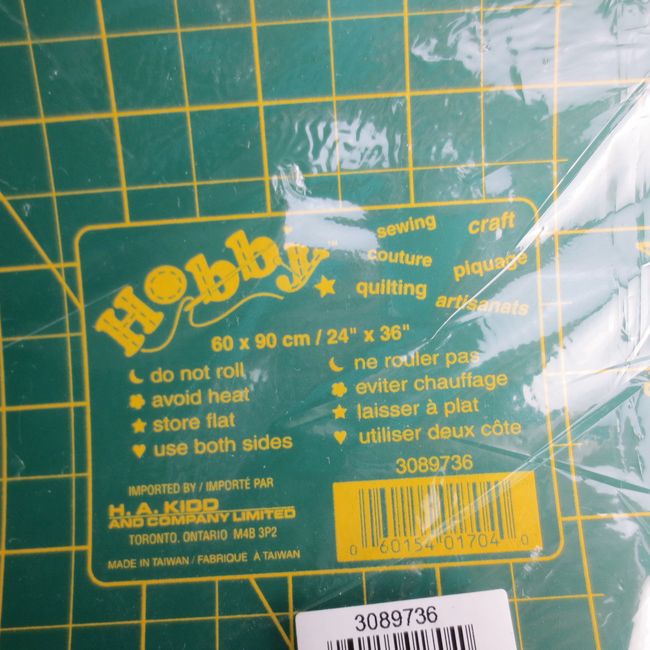 Hobby™
sewing craft
couture piquage
quilting artisanats
60 x 90 cm / 24" x 36"
do not roll
avoid heat
store flat
use both sides
ne rouler pas
eviter chauffage
laisser à plat
utiliser deux côte
3089736
IMPORTED BY / IMPORTÉ PAR
H. A. KIDD
AND COMPANY LIMITED
TORONTO, ONTARIO M4B 3P2
MADE IN TAIWAN / FABRIQUE À TAIWAN
0 60154 01704 0
3089736